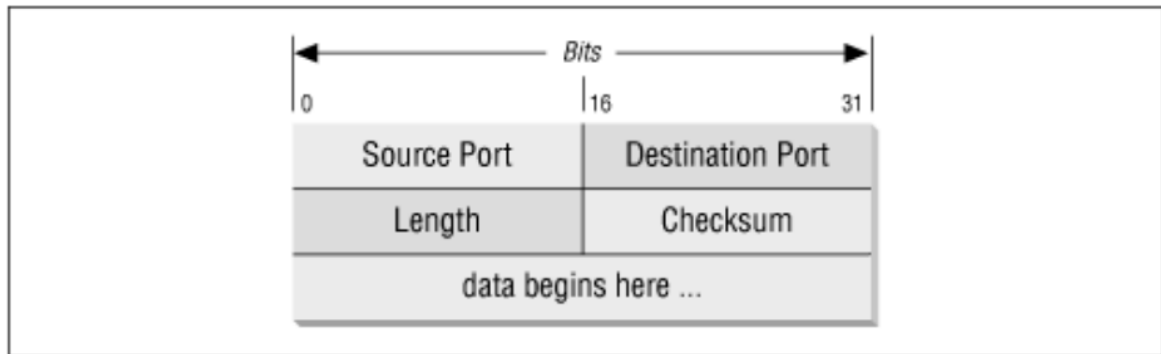 Bits
0 16 31
Source Port Destination Port
Length Checksum
data begins here ...